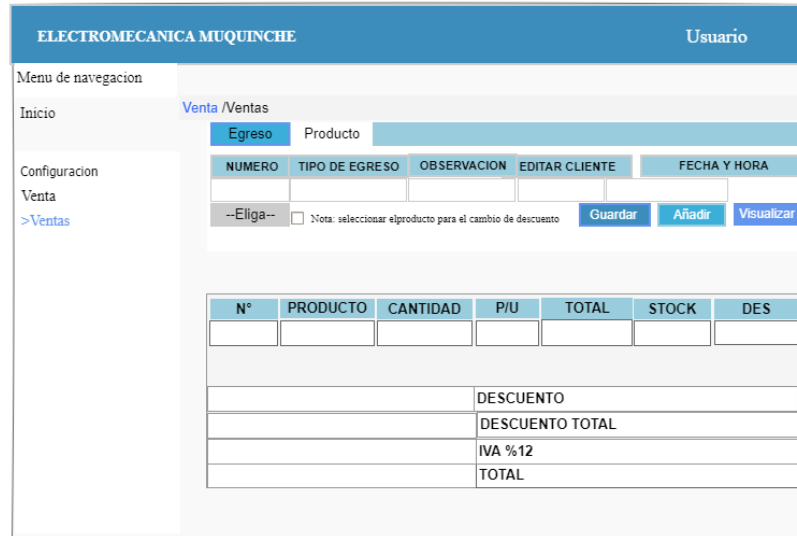 ELECTROMECANICA MUQUINCHE Usuario
Menu de navegacion
Inicio
Venta /Ventas
Egreso Producto
Configuracion
Venta
>Ventas
NUMERO TIPO DE EGRESO OBSERVACION EDITAR CLIENTE FECHA Y HORA
--Eliga-- Nota: seleccionar elproducto para el cambio de descuento Guardar Añadir Visualizar
N° PRODUCTO CANTIDAD P/U TOTAL STOCK DES
DESCUENTO
DESCUENTO TOTAL
IVA %12
TOTAL